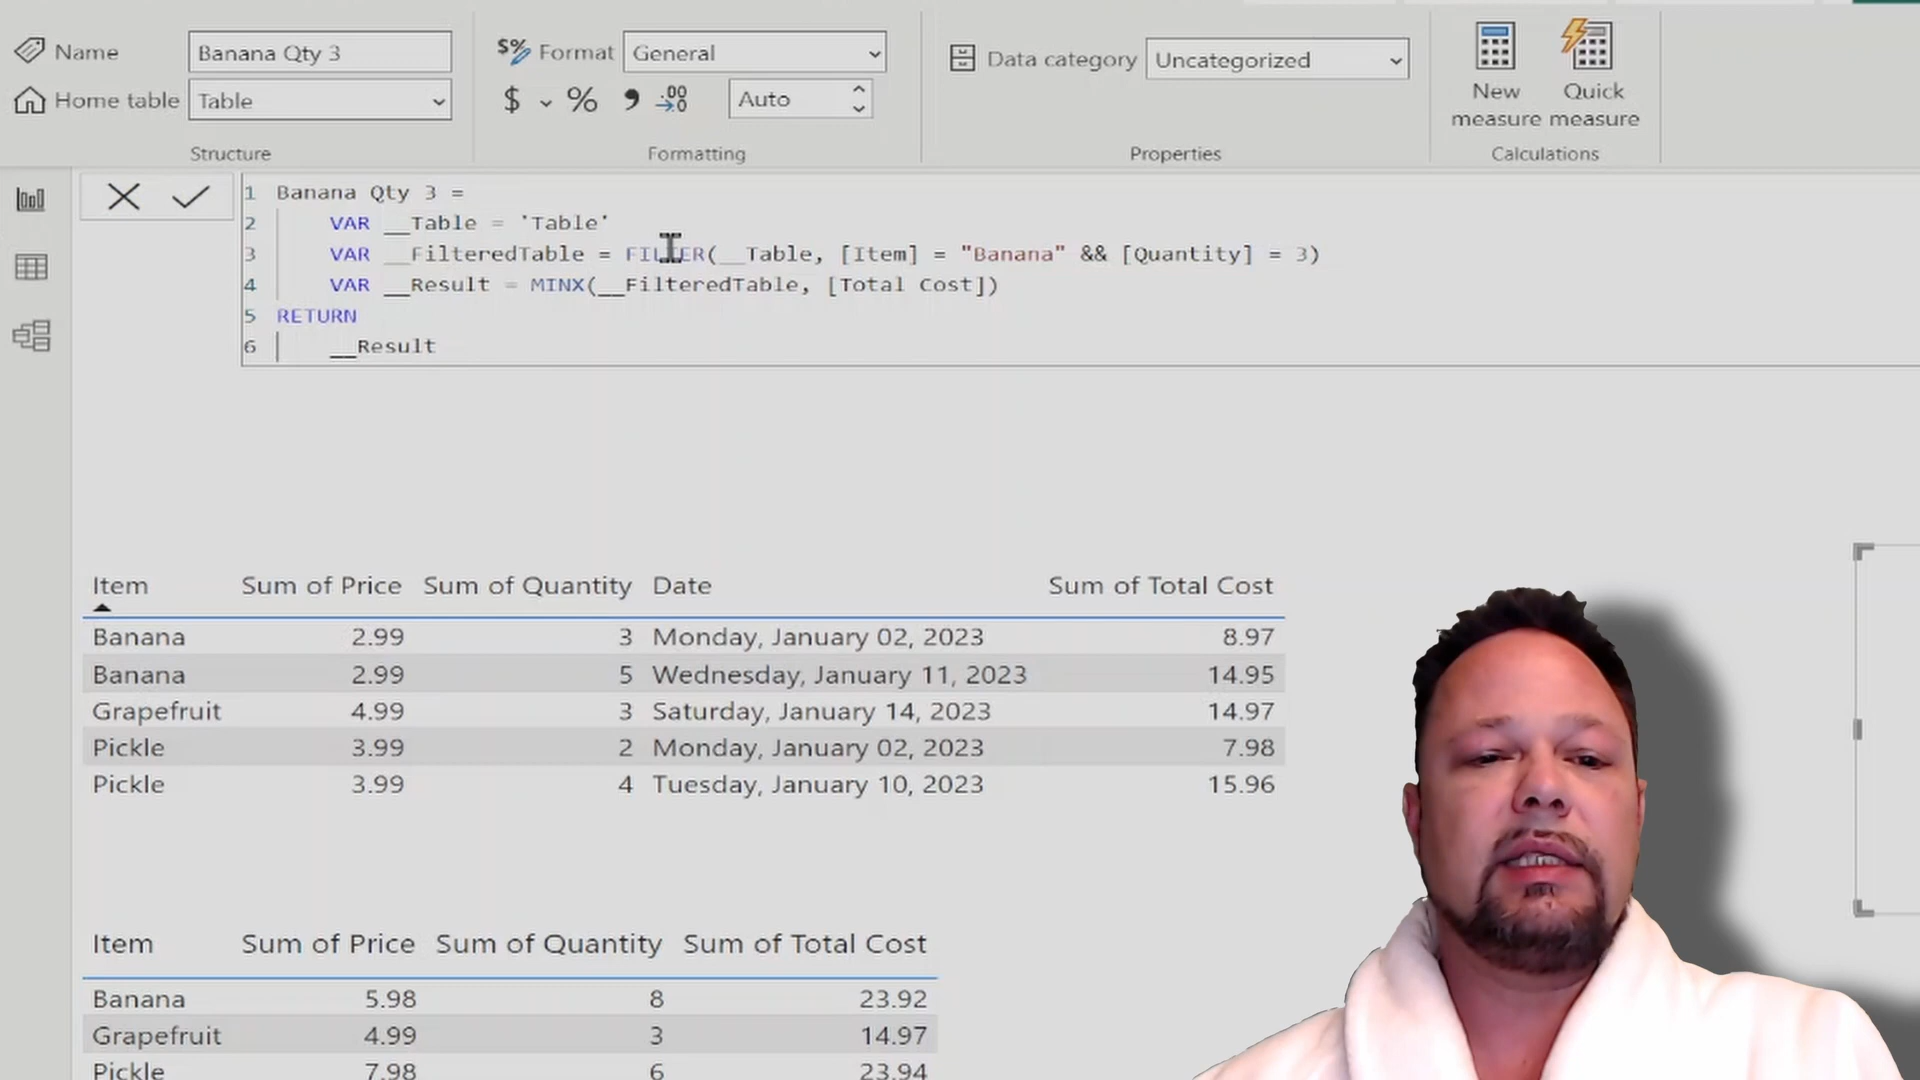 Name Banana Qty 3 $% Format General Data category Uncategorized
Home table Table $ % , .00 →0 Auto New measure Quick measure
Structure Formatting Properties Calculations
1 Banana Qty 3 =
2 VAR __Table = 'Table'
3 VAR __FilteredTable = FILTER(__Table, [Item] = "Banana" && [Quantity] = 3)
4 VAR __Result = MINX(__FilteredTable, [Total Cost])
5 RETURN
6 __Result
Item Sum of Price Sum of Quantity Date Sum of Total Cost
Banana 2.99 3 Monday, January 02, 2023 8.97
Banana 2.99 5 Wednesday, January 11, 2023 14.95
Grapefruit 4.99 3 Saturday, January 14, 2023 14.97
Pickle 3.99 2 Monday, January 02, 2023 7.98
Pickle 3.99 4 Tuesday, January 10, 2023 15.96
Item Sum of Price Sum of Quantity Sum of Total Cost
Banana 5.98 8 23.92
Grapefruit 4.99 3 14.97
Pickle 7.98 6 23.94